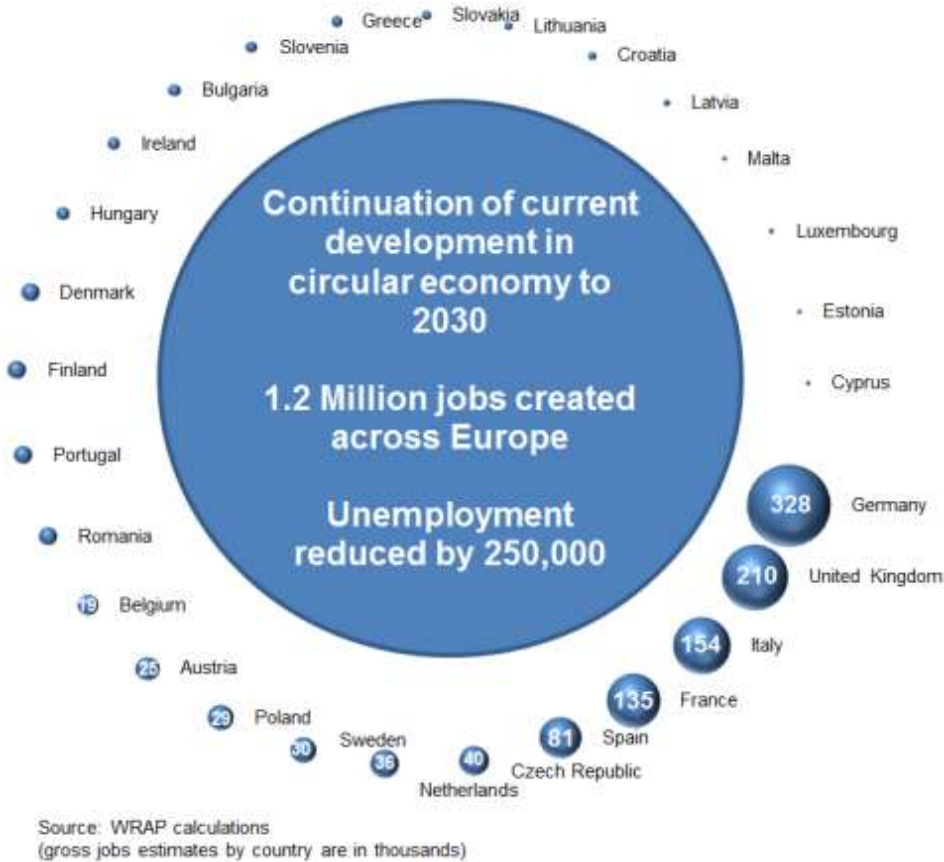 Greece
Slovakia
Lithuania
Slovenia
Croatia
Bulgaria
Latvia
Ireland
Malta
Hungary
Luxembourg
Denmark
Estonia
Finland
Cyprus
Portugal
Romania
Belgium
19
Austria
25
Poland
29
Sweden
30
Netherlands
36
Czech Republic
40
Spain
81
France
135
Italy
154
United Kingdom
210
Germany
328
Continuation of current
development in
circular economy to
2030
1.2 Million jobs created
across Europe
Unemployment
reduced by 250,000
Source: WRAP calculations
(gross jobs estimates by country are in thousands)